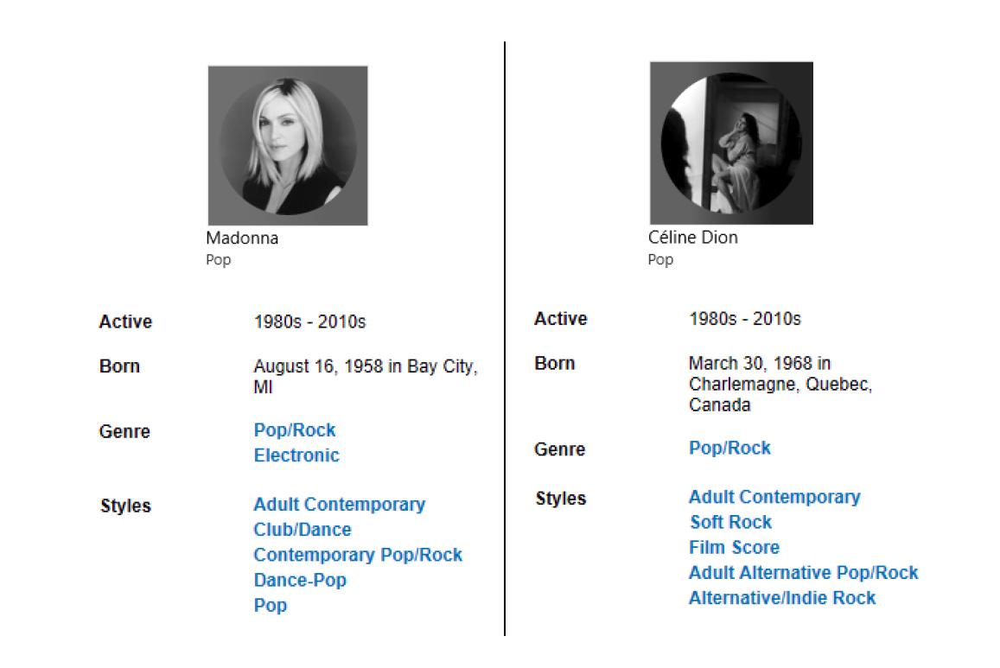 Madonna
Pop
Active 1980s - 2010s
Born August 16, 1958 in Bay City,
MI
Genre Pop/Rock
Electronic
Styles Adult Contemporary
Club/Dance
Contemporary Pop/Rock
Dance-Pop
Pop
Céline Dion
Pop
Active 1980s - 2010s
Born March 30, 1968 in
Charlemagne, Quebec,
Canada
Genre Pop/Rock
Styles Adult Contemporary
Soft Rock
Film Score
Adult Alternative Pop/Rock
Alternative/Indie Rock